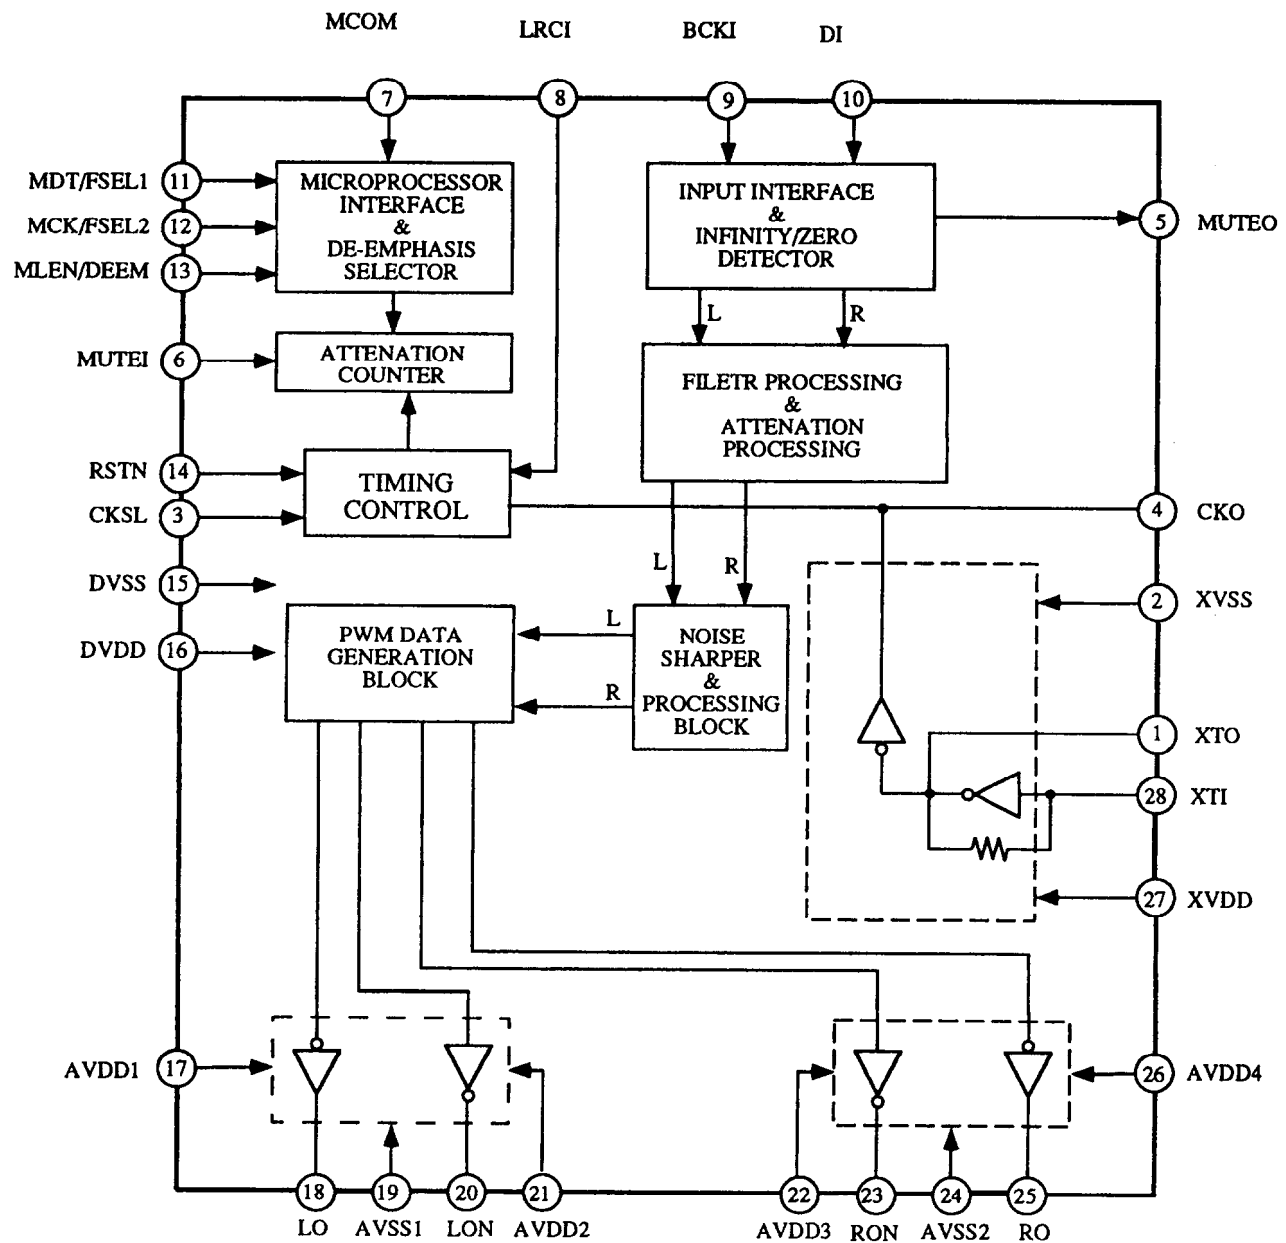 MCOM
LRCI
BCKI
DI
7
8
9
10
MDT/FSEL1
11
MCK/FSEL2
12
MLEN/DEEM
13
MICROPROCESSOR
INTERFACE
&
DE-EMPHASIS
SELECTOR
INPUT INTERFACE
&
INFINITY/ZERO
DETECTOR
5
MUTEO
L
R
MUTEI
6
ATTENATION
COUNTER
FILETR PROCESSING
&
ATTENATION
PROCESSING
RSTN
14
CKSL
3
TIMING
CONTROL
4
CKO
L
R
DVSS
15
DVDD
16
2
XVSS
PWM DATA
GENERATION
BLOCK
L
R
NOISE
SHARPER
&
PROCESSING
BLOCK
1
XTO
28
XTI
27
XVDD
AVDD1
17
26
AVDD4
18
19
20
21
22
23
24
25
LO
AVSS1
LON
AVDD2
AVDD3
RON
AVSS2
RO